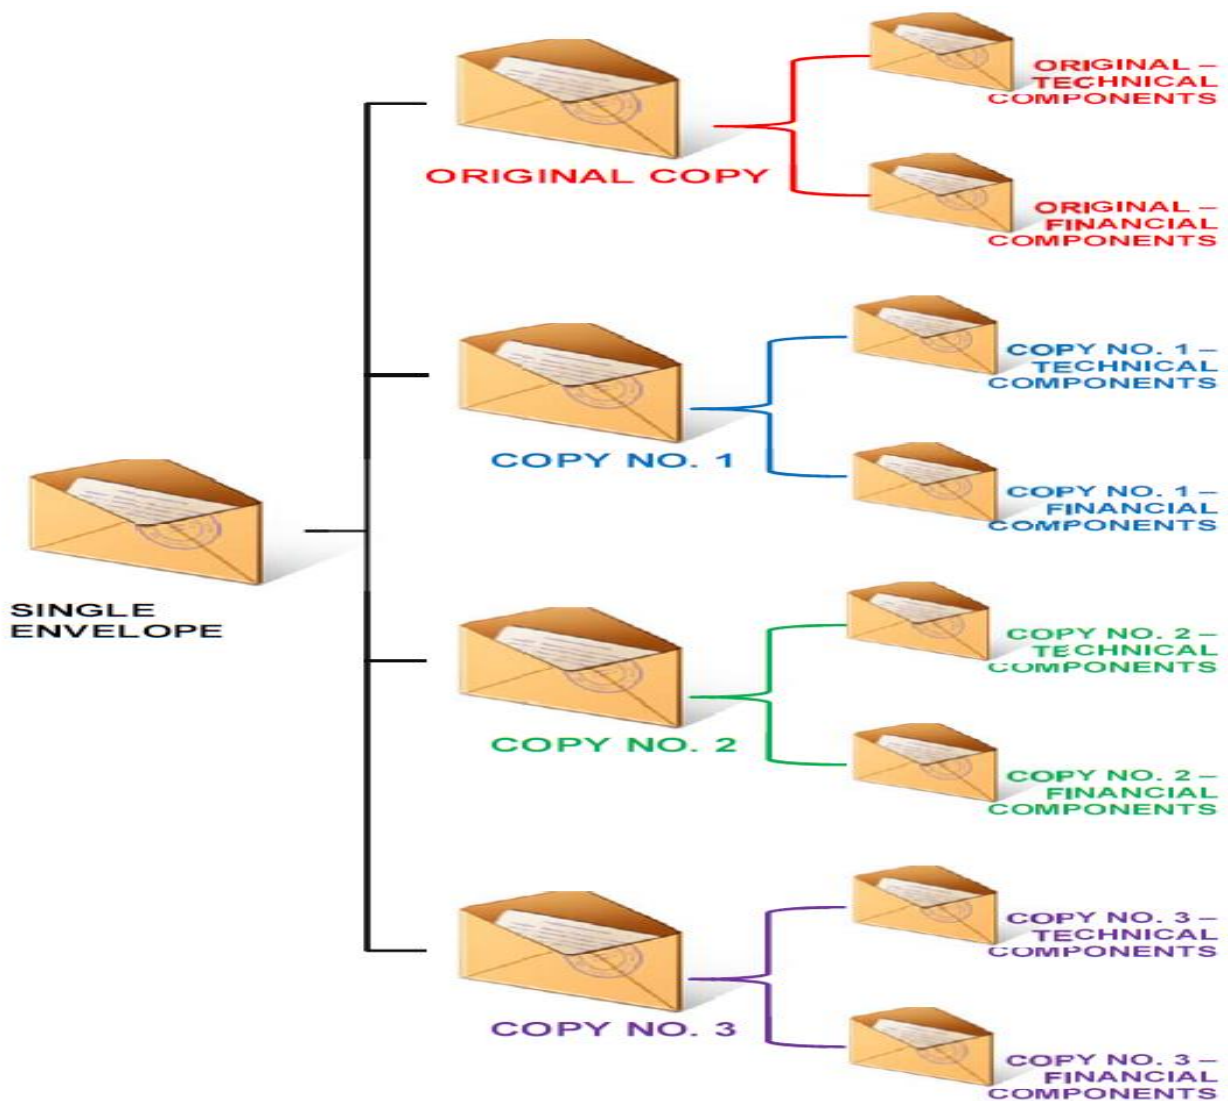 ORIGINAL –
TECHNICAL
COMPONENTS
ORIGINAL COPY
ORIGINAL –
FINANCIAL
COMPONENTS
COPY NO. 1 –
TECHNICAL
COMPONENTS
COPY NO. 1
COPY NO. 1 –
FINANCIAL
COMPONENTS
SINGLE
ENVELOPE
COPY NO. 2 –
TECHNICAL
COMPONENTS
COPY NO. 2
COPY NO. 2 –
FINANCIAL
COMPONENTS
COPY NO. 3 –
TECHNICAL
COMPONENTS
COPY NO. 3
COPY NO. 3 –
FINANCIAL
COMPONENTS